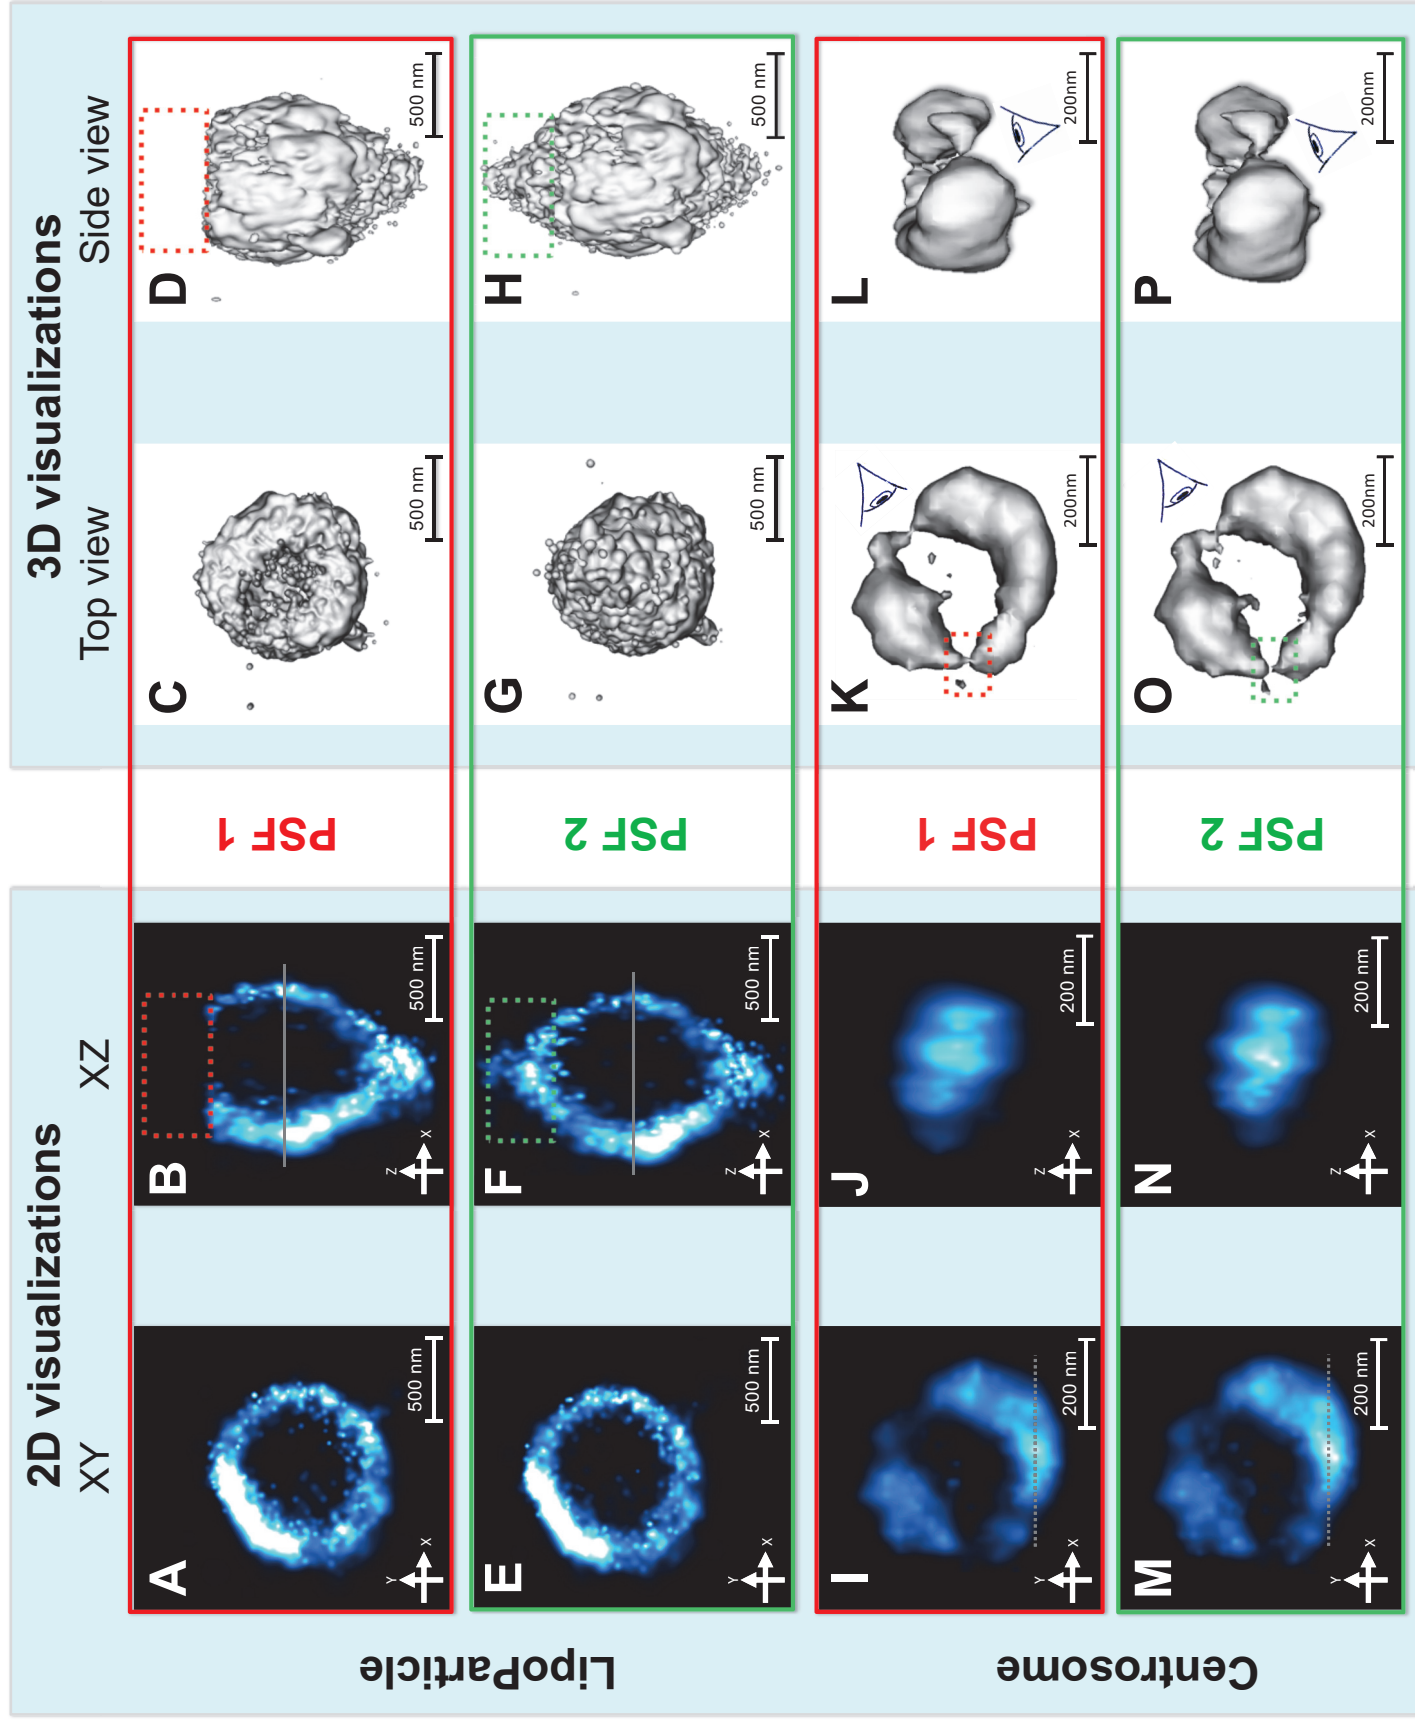 2D visualizations
3D visualizations
XY
XZ
Top view
Side view
LipoParticle
A
Y
X
500 nm
B
Z
X
500 nm
PSF 1
C
500 nm
D
500 nm
E
Y
X
500 nm
F
Z
X
500 nm
PSF 2
G
500 nm
H
500 nm
Centrosome
I
Y
X
200 nm
J
Z
X
200 nm
PSF 1
K
200nm
L
200nm
M
Y
X
200 nm
N
Z
X
200 nm
PSF 2
O
200nm
P
200nm